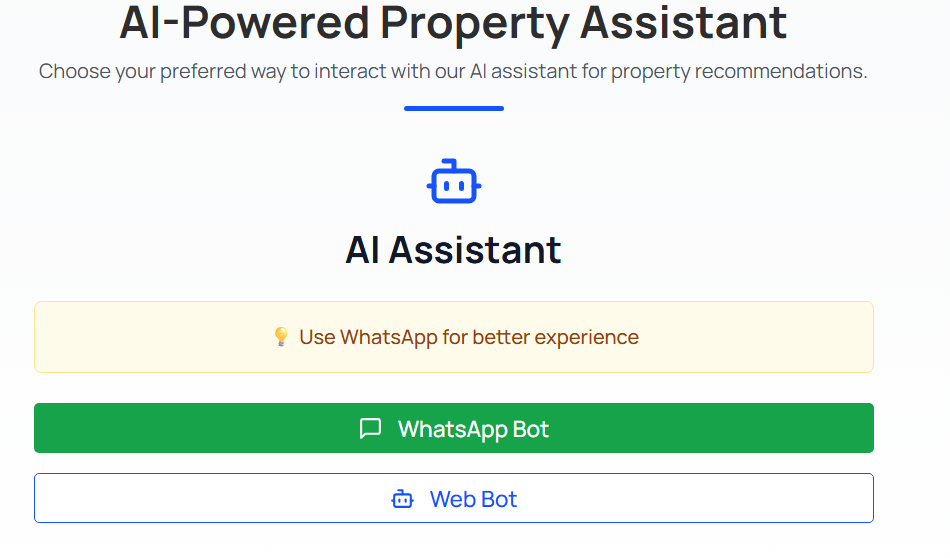 AI-Powered Property Assistant
Choose your preferred way to interact with our AI assistant for property recommendations.
AI Assistant
💡 Use WhatsApp for better experience
WhatsApp Bot
Web Bot